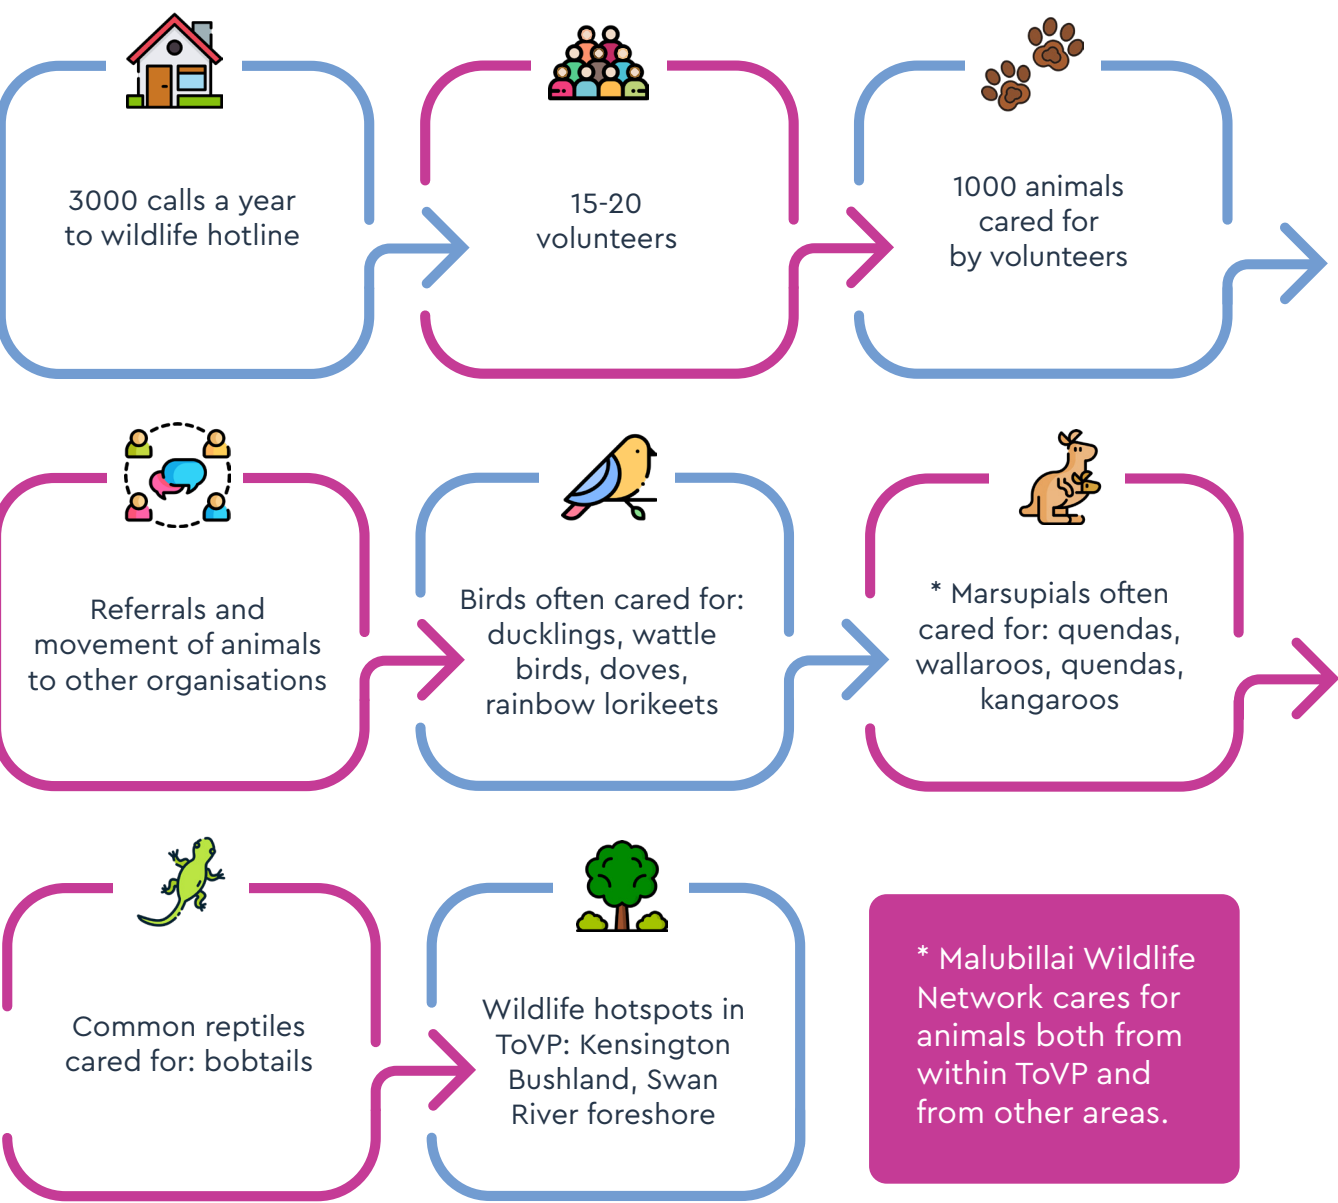 3000 calls a year
to wildlife hotline
15-20
volunteers
1000 animals
cared for
by volunteers
Referrals and
movement of animals
to other organisations
Birds often cared for:
ducklings, wattle
birds, doves,
rainbow lorikeets
* Marsupials often
cared for: quendas,
wallaroos, quendas,
kangaroos
Common reptiles
cared for: bobtails
Wildlife hotspots in
ToVP: Kensington
Bushland, Swan
River foreshore
* Malubillai Wildlife
Network cares for
animals both from
within ToVP and
from other areas.